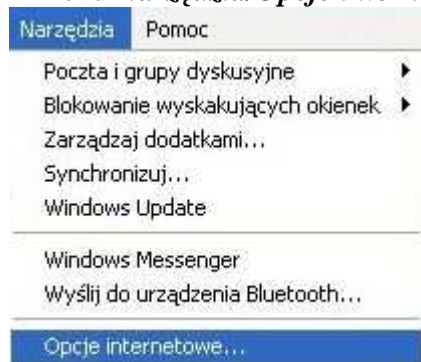 Narzędzia Pomoc
Poczta i grupy dyskusyjne
Blokowanie wyskakujących okienek
Zarządzaj dodatkami...
Synchronizuj...
Windows Update
Windows Messenger
Wyślij do urządzenia Bluetooth...
Opcje internetowe...